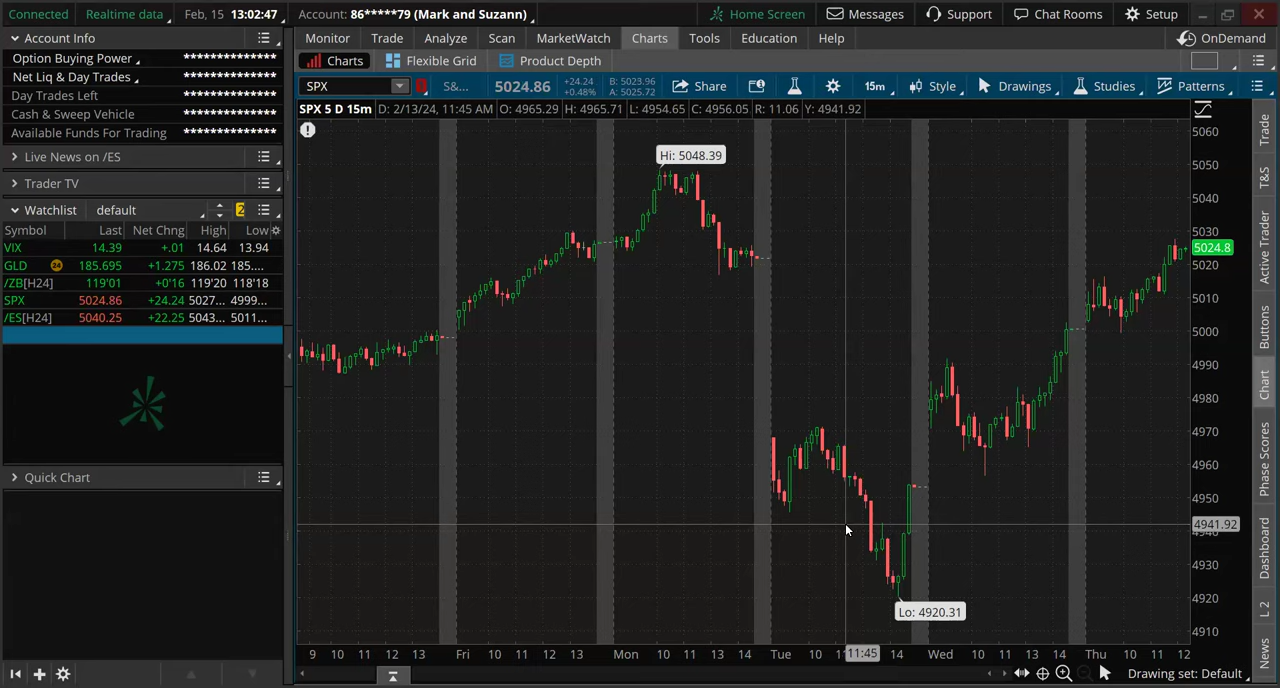 Connected Realtime data Feb, 15 13:02:47 Account: 86*****79 (Mark and Suzann) Home Screen Messages Support Chat Rooms Setup
Account Info
Option Buying Power **************
Net Liq & Day Trades **************
Day Trades Left **************
Cash & Sweep Vehicle **************
Available Funds For Trading **************
Live News on /ES
Trader TV
Watchlist default 2
Symbol Last Net Chng High Low
VIX 14.39 +.01 14.64 13.94
GLD 24 185.695 +1.275 186.02 185....
/ZB[H24] 119'01 +0'16 119'20 118'18
SPX 5024.86 +24.24 5027... 4999...
/ES[H24] 5040.25 +22.25 5043... 5011...
Quick Chart
Monitor Trade Analyze Scan MarketWatch Charts Tools Education Help OnDemand
Charts Flexible Grid Product Depth
SPX S&... 5024.86 +24.24 +0.48% B: 5023.96 A: 5025.72 Share 15m Style Drawings Studies Patterns
SPX 5 D 15m D: 2/13/24, 11:45 AM O: 4965.29 H: 4965.71 L: 4954.65 C: 4956.05 R: 11.06 Y: 4941.92
Hi: 5048.39
Lo: 4920.31
5060
5050
5040
5030
5024.8
5020
5010
5000
4990
4980
4970
4960
4950
4941.92
4940
4930
4920
4910
9 10 11 12 13 Fri 10 11 12 13 Mon 10 11 13 14 Tue 10 11:45 14 Wed 10 11 13 14 Thu 10 11 12
Drawing set: Default
Trade
T&S
Active Trader
Buttons
Chart
Phase Scores
Dashboard
L 2
News